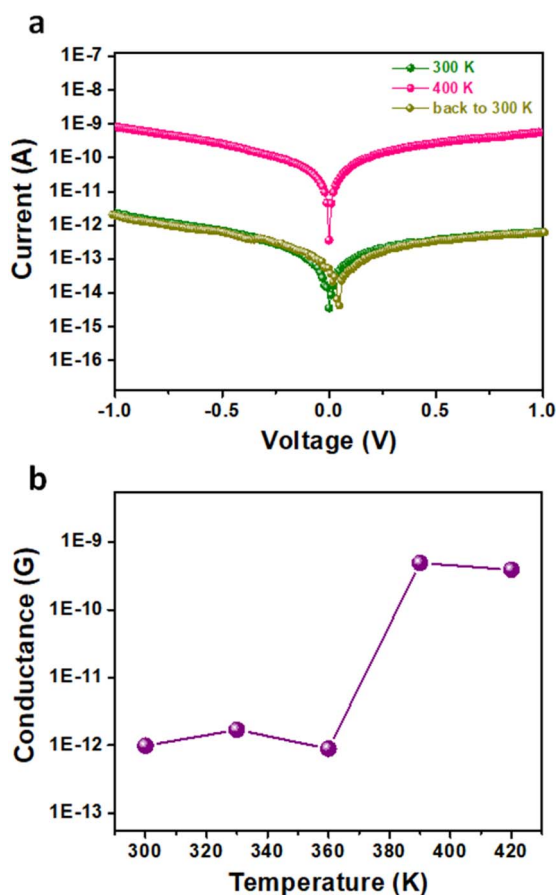 a
1E-7
1E-8
1E-9
1E-10
1E-11
1E-12
1E-13
1E-14
1E-15
1E-16
Current (A)
300 K
400 K
back to 300 K
-1.0 -0.5 0.0 0.5 1.0
Voltage (V)
b
1E-9
1E-10
1E-11
1E-12
1E-13
Conductance (G)
300 320 340 360 380 400 420
Temperature (K)